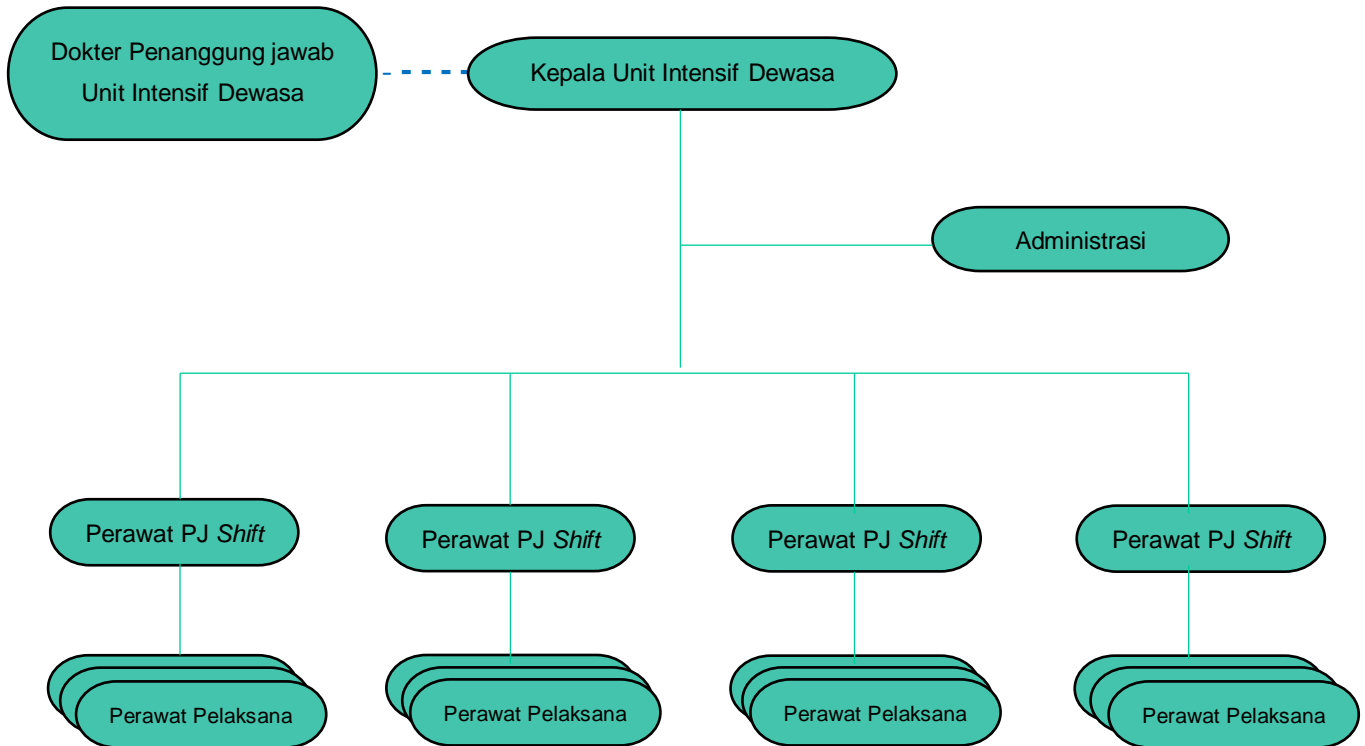 Dokter Penanggung jawab
Unit Intensif Dewasa
Kepala Unit Intensif Dewasa
Administrasi
Perawat PJ Shift
Perawat PJ Shift
Perawat PJ Shift
Perawat PJ Shift
Perawat Pelaksana
Perawat Pelaksana
Perawat Pelaksana
Perawat Pelaksana